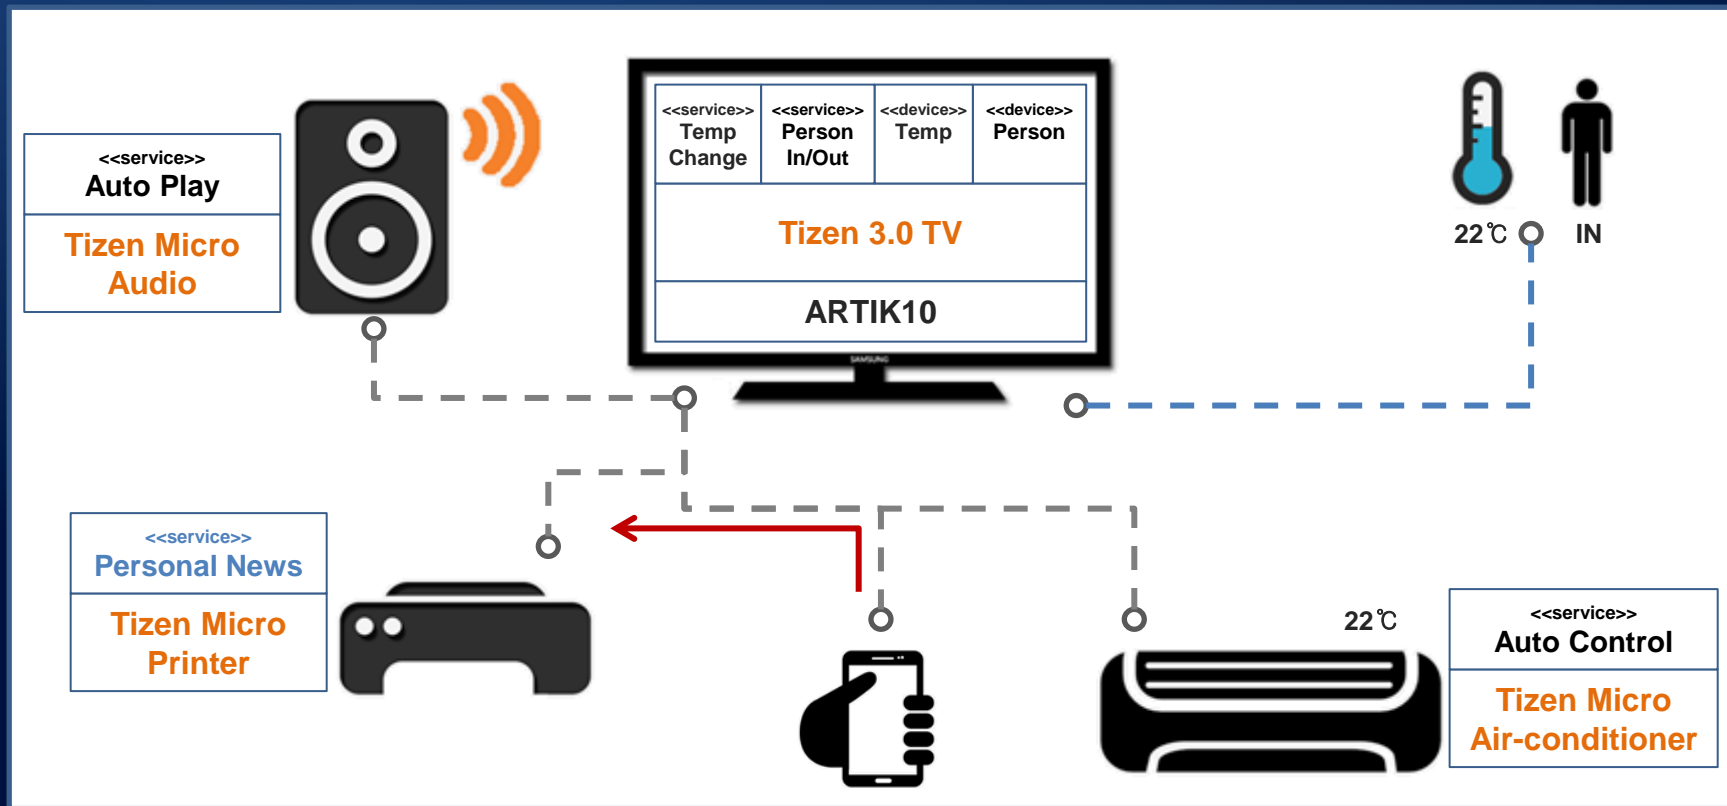 <<service>>
Auto Play
Tizen Micro
Audio
<<service>>
Temp
Change
<<service>>
Person
In/Out
<<device>>
Temp
<<device>>
Person
Tizen 3.0 TV
ARTIK10
SAMSUNG
22℃
IN
<<service>>
Personal News
Tizen Micro
Printer
22℃
<<service>>
Auto Control
Tizen Micro
Air-conditioner